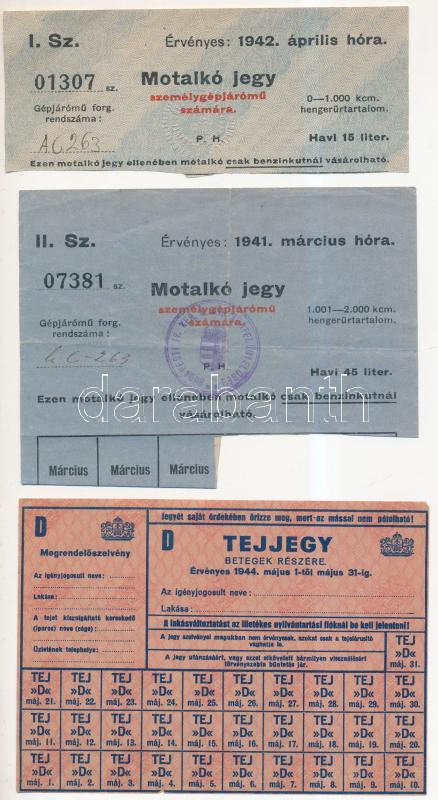 I. Sz.
Érvényes: 1942. április hóra.
01307 sz.
Motalkó jegy
személygépjárómű
számára.
Gépjárómű forg.
rendszáma:
AC 263
0—1.000 kcm.
hengerűrtartalom.
P. H.
Havi 15 liter.
Ezen motalkó jegy ellenében motalkó csak benzinkutnál vásárolható.
II. Sz.
Érvényes: 1941. március hóra.
07381 sz.
Motalkó jegy
személygépjárómű
számára.
Gépjárómű forg.
rendszáma:
1.001—2.000 kcm.
hengerűrtartalom.
P. H.
Havi 45 liter.
Ezen motalkó jegy ellenében motalkó csak benzinkutnál
vásárolható.
Március Március Március
darabanth
.com
D
Megrendelőszelvény
Az igényjogosult neve:
Lakása:
A tejet kiszolgáltató kereskedő
(iparos) neve (cége):
Üzletének telephelye:
Jegyét saját érdekében őrizze meg, mert az mással nem pótolható!
D
TEJJEGY
BETEGEK RÉSZÉRE.
Érvényes 1944. május 1-től május 31-ig.
Az igényjogosult neve:
Lakása:
A lakásváltoztatást az illetékes nyilvántartási fióknál be kell jelenteni!
A jegy szelvényei magukban nem érvényesek, azokat csak a tejelárusító
vághatja le.
A jegy utánzásáért, vagy azzal elkövetett bármilyen visszaélésért
törvényszabta büntetés jár.
TEJ
»D«
máj. 31.
TEJ TEJ TEJ TEJ TEJ TEJ TEJ TEJ TEJ TEJ
»D« »D« »D« »D« »D« »D« »D« »D« »D« »D«
máj. 21. máj. 22. máj. 23. máj. 24. máj. 25. máj. 26. máj. 27. máj. 28. máj. 29. máj. 30.
TEJ TEJ TEJ TEJ TEJ TEJ TEJ TEJ TEJ TEJ
»D« »D« »D« »D« »D« »D« »D« »D« »D« »D«
máj. 11. máj. 12. máj. 13. máj. 14. máj. 15. máj. 16. máj. 17. máj. 18. máj. 19. máj. 20.
TEJ TEJ TEJ TEJ TEJ TEJ TEJ TEJ TEJ TEJ
»D« »D« »D« »D« »D« »D« »D« »D« »D« »D«
máj. 1. máj. 2. máj. 3. máj. 4. máj. 5. máj. 6. máj. 7. máj. 8. máj. 9. máj. 10.